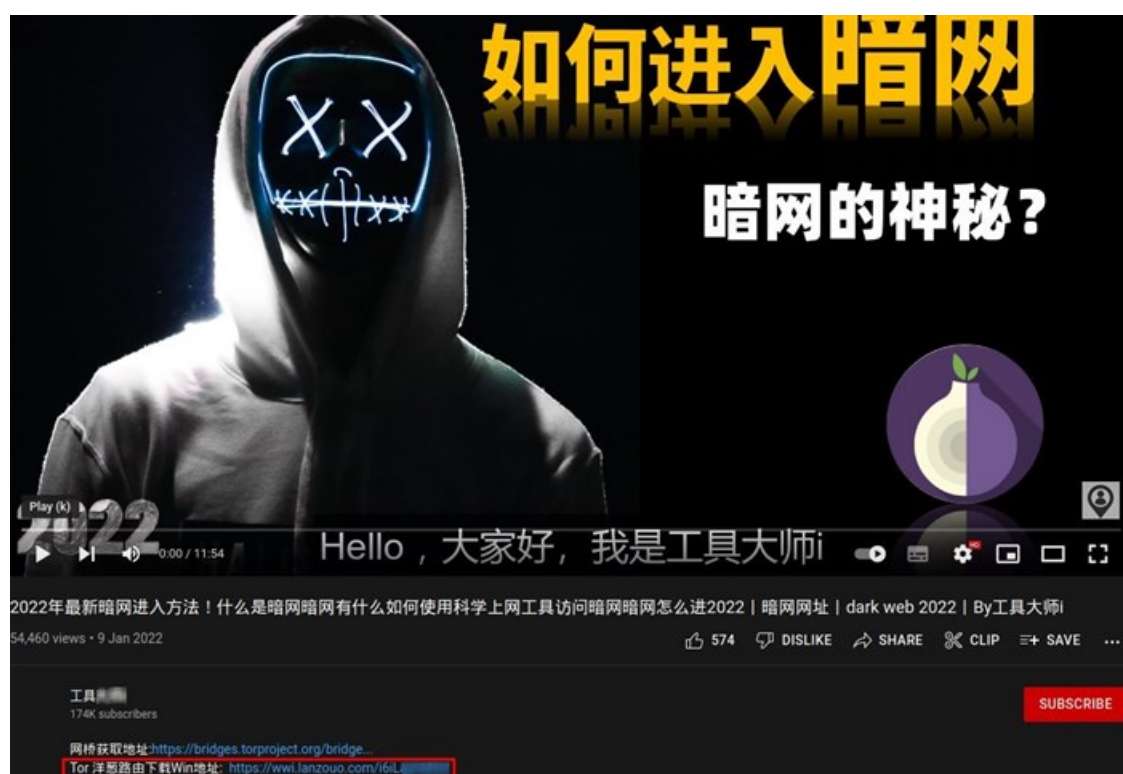 如何进入暗网
暗网的神秘？
2022
Play (k)
0:00 / 11:54
Hello，大家好，我是工具大师i
HD
2022年最新暗网进入方法！什么是暗网暗网有什么如何使用科学上网工具访问暗网暗网怎么进2022 | 暗网网址 | dark web 2022 | By工具大师i
54,460 views • 9 Jan 2022
574 DISLIKE SHARE CLIP SAVE ...
工具
174K subscribers
SUBSCRIBE
网桥获取地址:https://bridges.torproject.org/bridge...
Tor 洋葱路由下载Win地址: https://wwi.lanzouo.com/i6iL